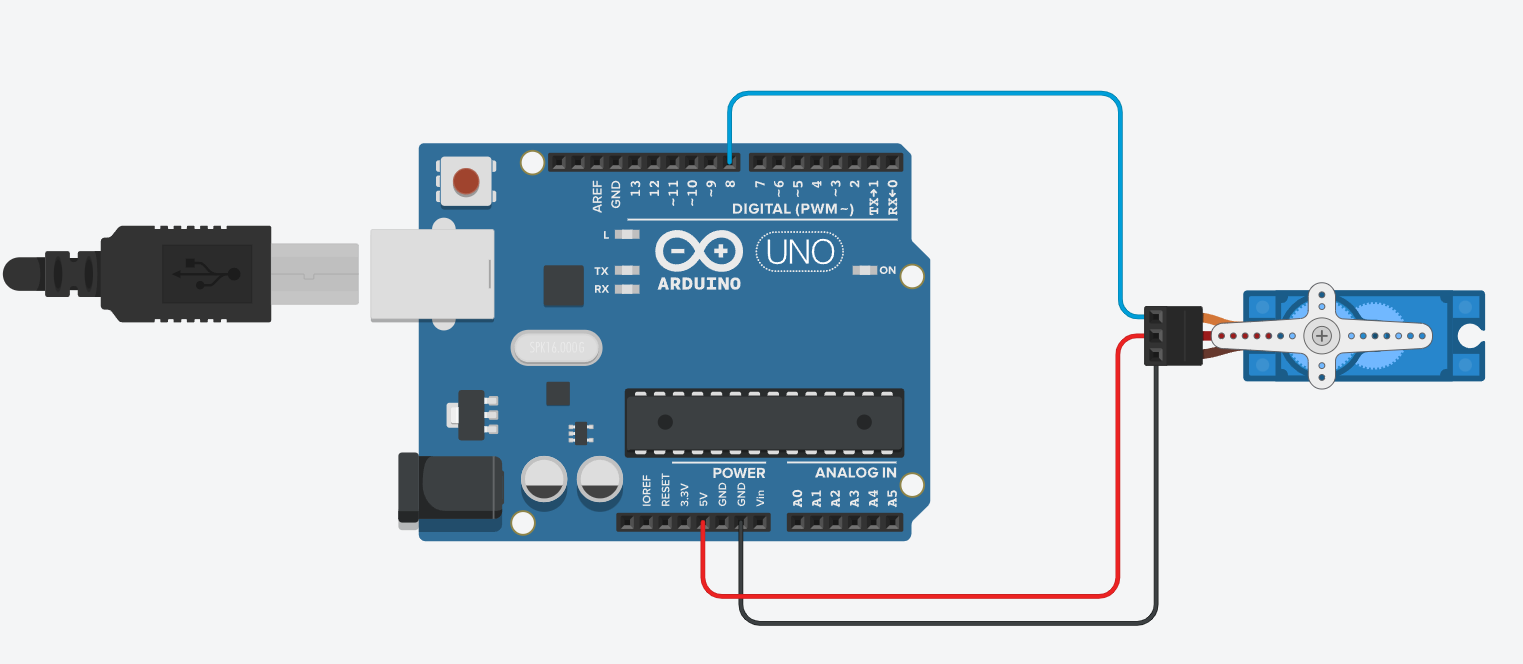 AREF
GND
13
12
~11
~10
~9
8
7
~6
~5
4
~3
2
TX→1
RX←0
DIGITAL (PWM~)
L
TX
RX
ARDUINO
UNO
ON
SPK16.000G
POWER
ANALOG IN
IOREF
RESET
3.3V
5V
GND
GND
Vin
A0
A1
A2
A3
A4
A5